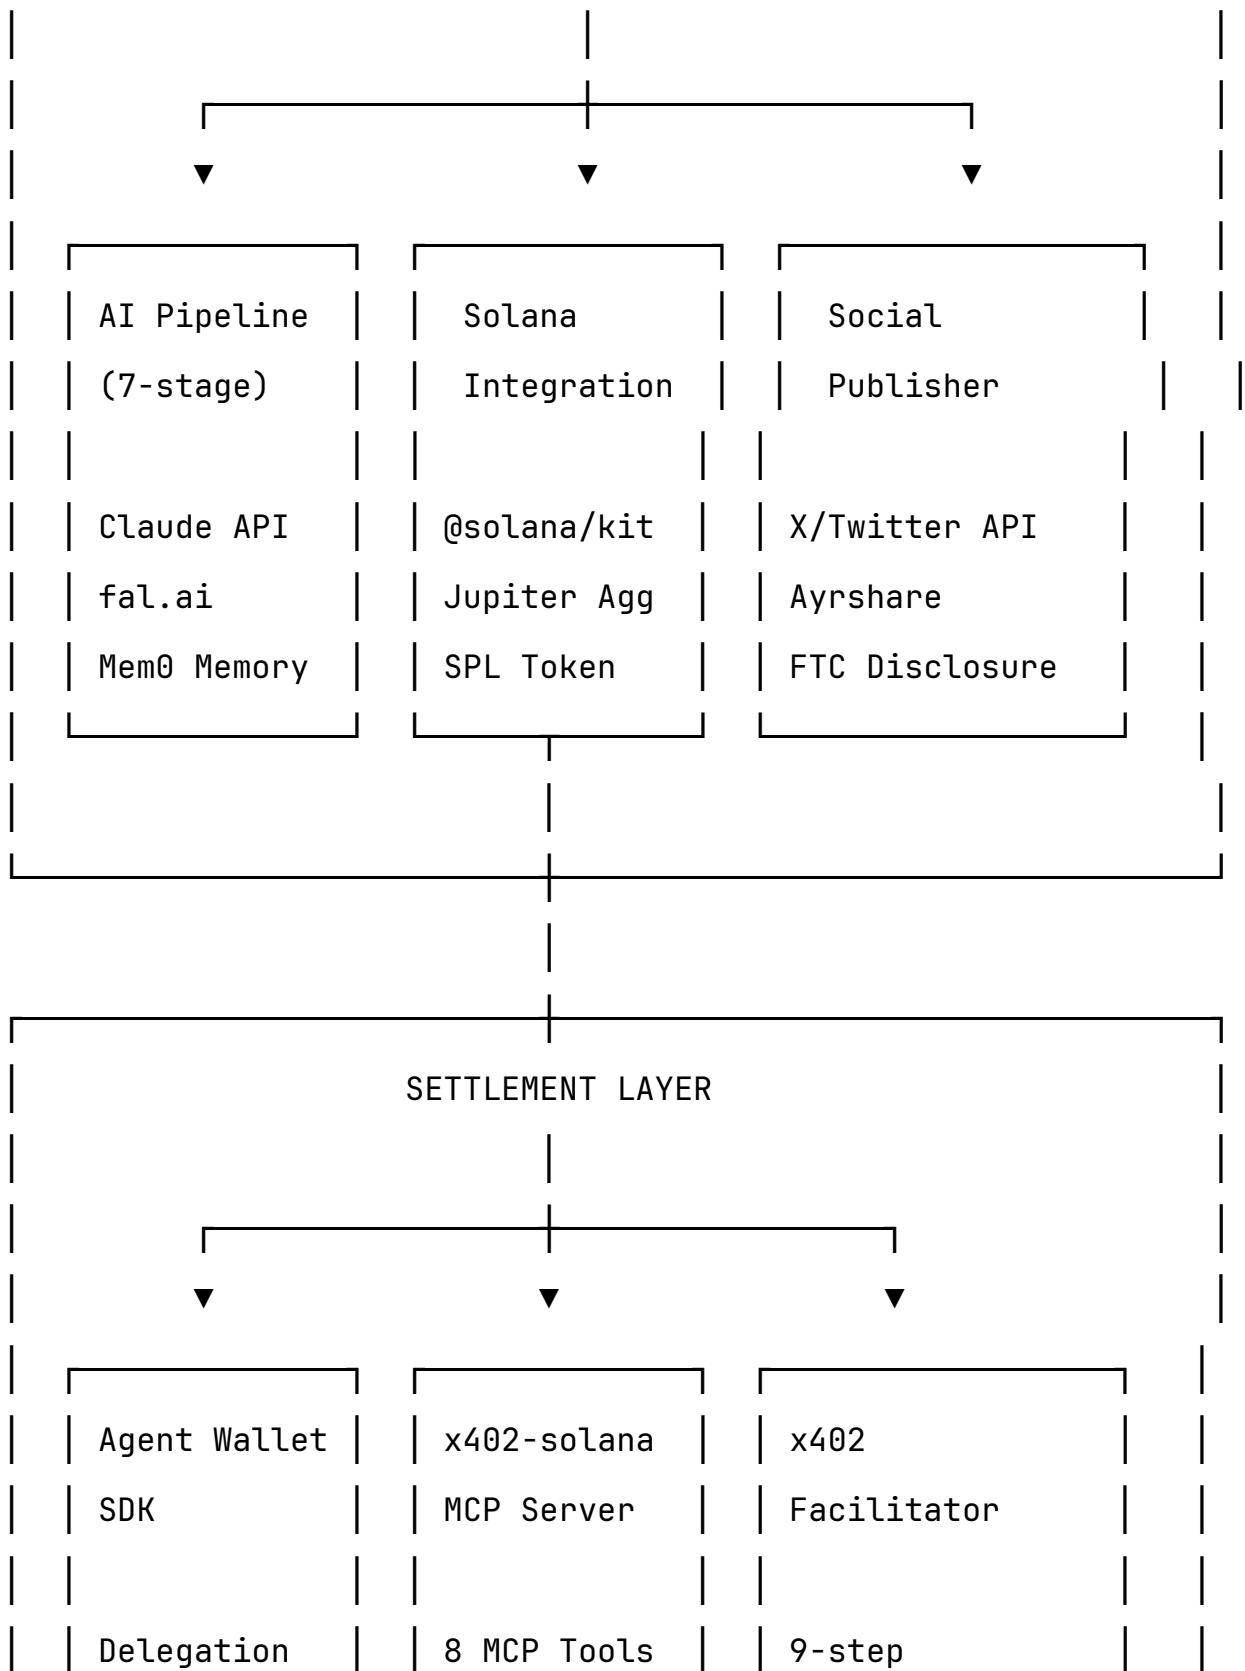 AI Pipeline Solana Social
(7-stage) Integration Publisher
Claude API @solana/kit X/Twitter API
fal.ai Jupiter Agg Ayrshare
Mem0 Memory SPL Token FTC Disclosure
SETTLEMENT LAYER
Agent Wallet x402-solana x402
SDK MCP Server Facilitator
Delegation 8 MCP Tools 9-step